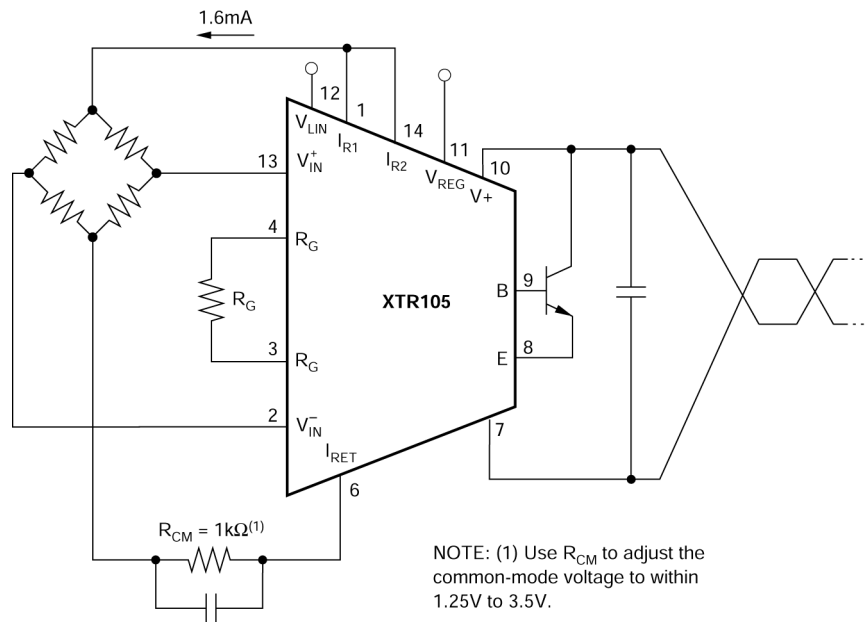 1.6mA
12
1
14
11
10
V_LIN
I_R1
I_R2
V_REG
V+
13
V⁺_IN
4
R_G
R_G
XTR105
B
9
E
8
3
R_G
2
V⁻_IN
I_RET
7
6
R_CM = 1kΩ(1)
NOTE: (1) Use R_CM to adjust the
common-mode voltage to within
1.25V to 3.5V.